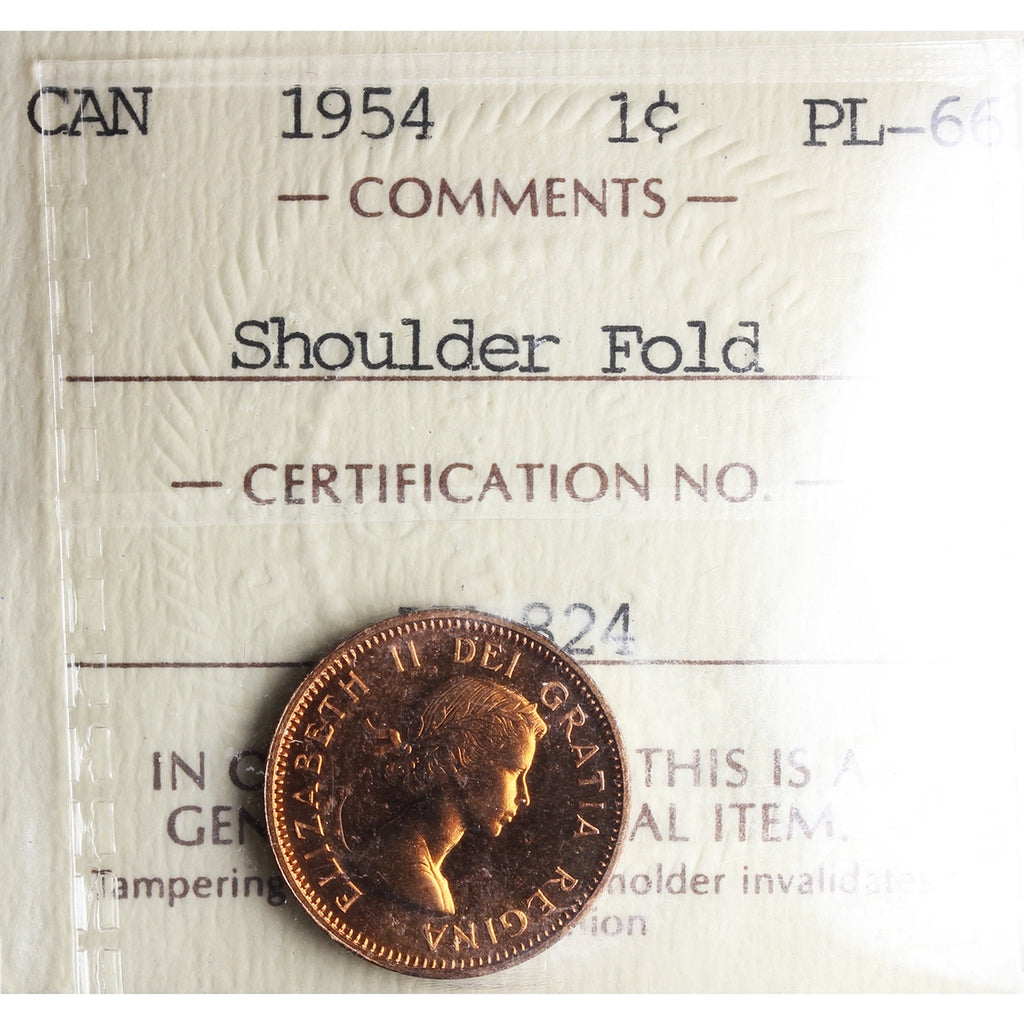 CAN 1954 1¢ PL-66
— COMMENTS —
Shoulder Fold
— CERTIFICATION NO. —
824
IN THIS IS A
GEN AL ITEM.
Tampering holder invalidates
ion
ELIZABETH II DEI GRATIA REGINA